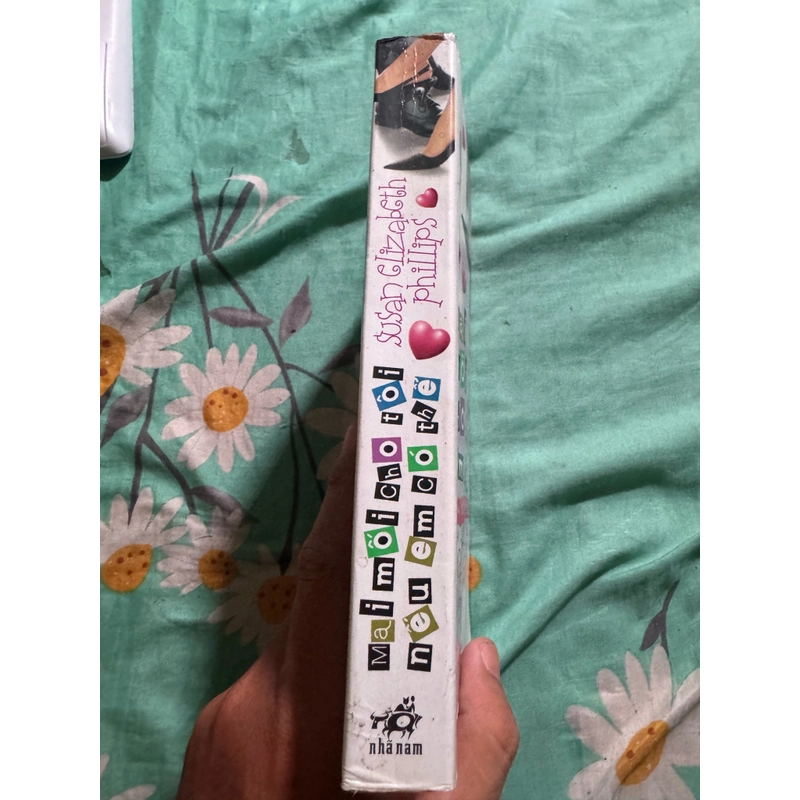 Mai mối cho tôi
nếu em có thể
susan elizabeth
phillips
nhã nam